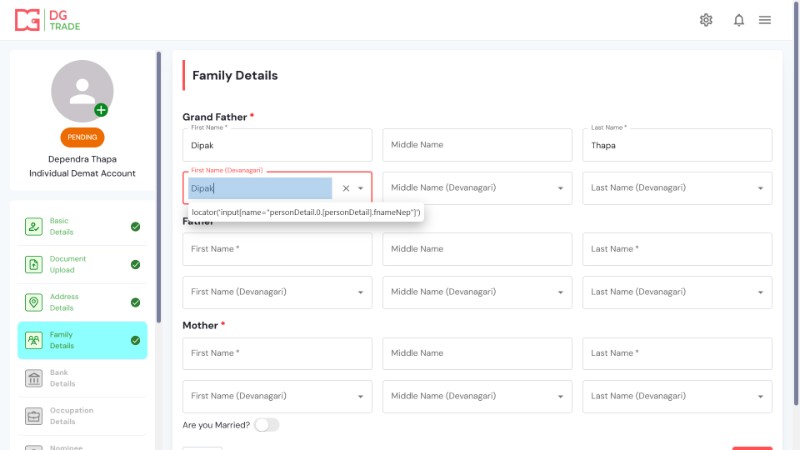 DG
TRADE
PENDING
Dependra Thapa
Individual Demat Account
Basic
Details
Document
Upload
Address
Details
Family
Details
Bank
Details
Occupation
Details
Nominee
Family Details
Grand Father *
First Name *
Dipak
Middle Name
Last Name *
Thapa
First Name (Devanagari)
Dipak
Middle Name (Devanagari)
Last Name (Devanagari)
locator('input[name="personDetail.0.[personDetail].fnameNep"]')
Father
First Name *
Middle Name
Last Name *
First Name (Devanagari)
Middle Name (Devanagari)
Last Name (Devanagari)
Mother *
First Name *
Middle Name
Last Name *
First Name (Devanagari)
Middle Name (Devanagari)
Last Name (Devanagari)
Are you Married?